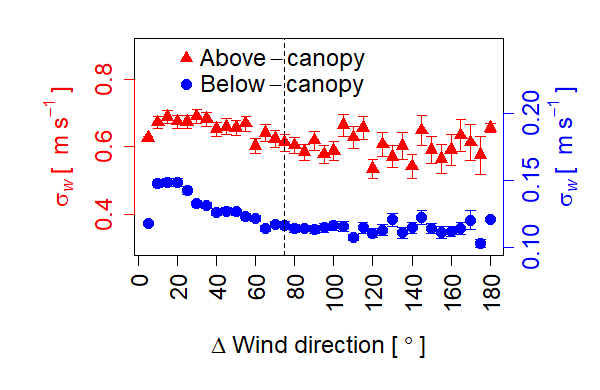 Above – canopy
Below – canopy
σw [ m s⁻¹ ]
0.4 0.6 0.8
0.10 0.15 0.20
σw [ m s⁻¹ ]
0 20 40 60 80 100 120 140 160 180
Δ Wind direction [ ° ]